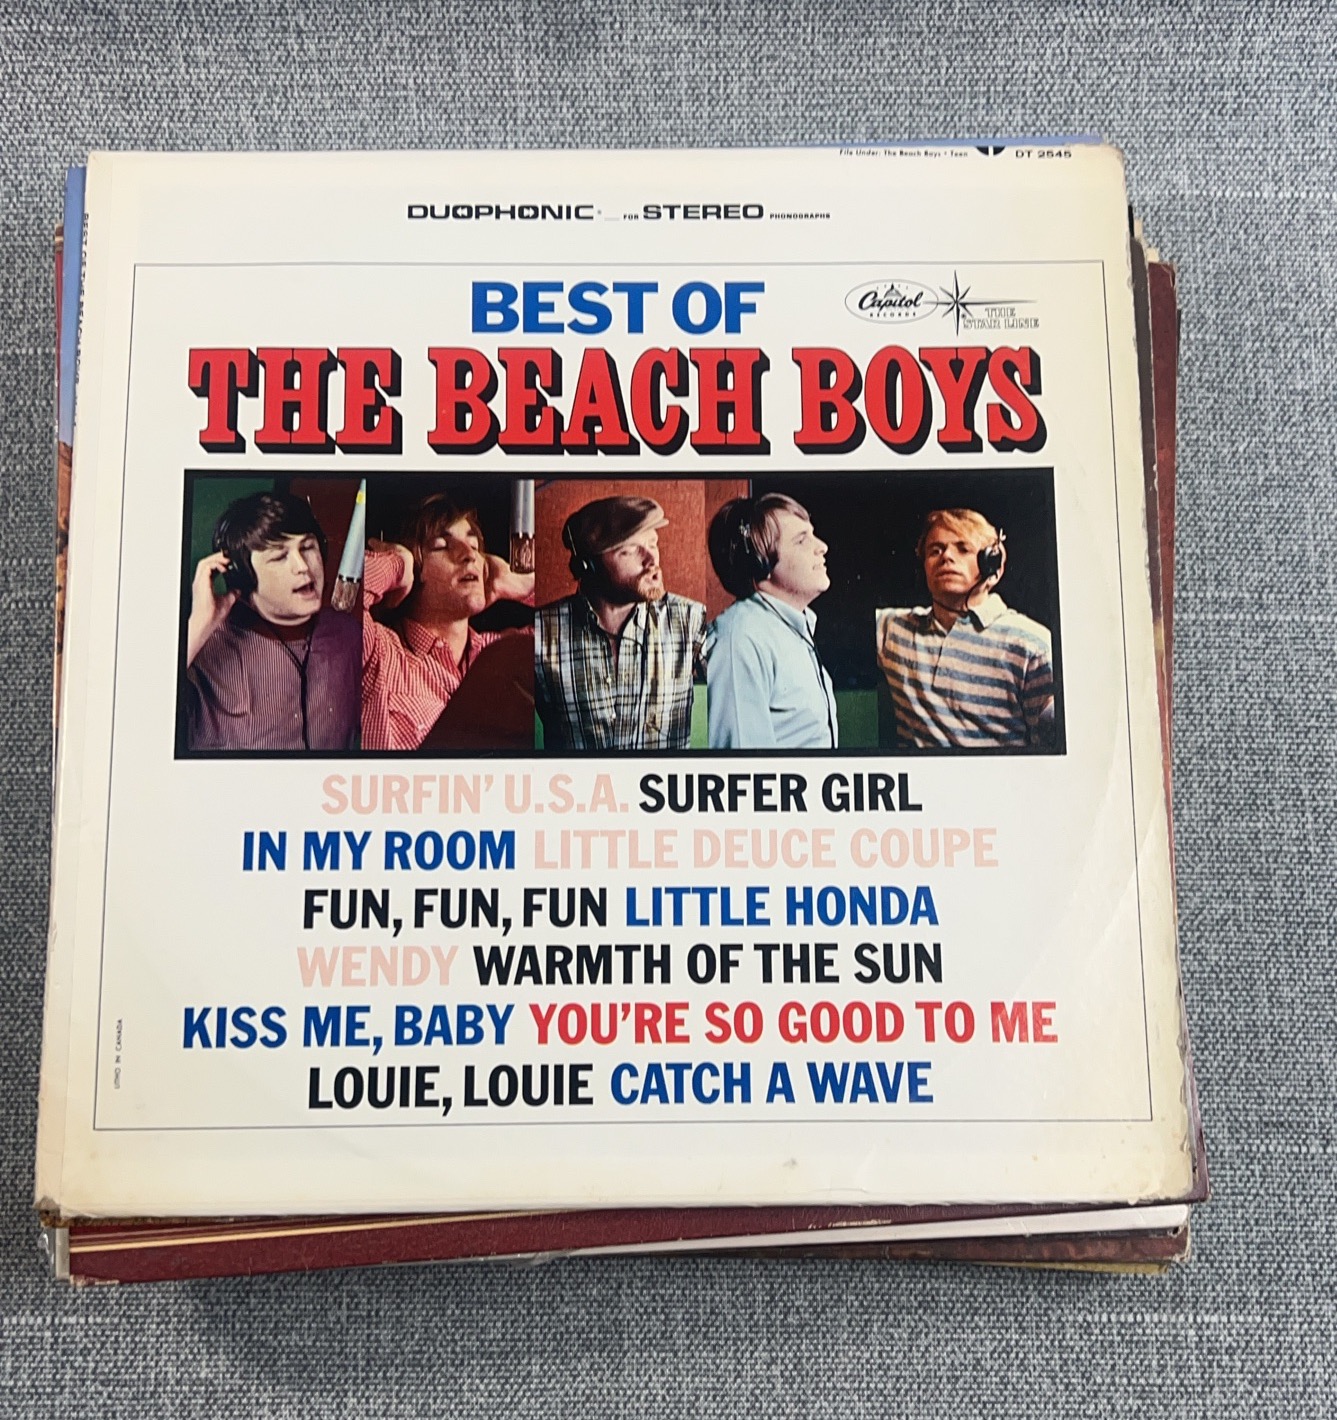 File Under: The Beach Boys • Teen DT 2545
DUOPHONIC FOR STEREO PHONOGRAPHS
BEST OF
Capitol
RECORDS
THE
STAR LINE
THE BEACH BOYS
SURFIN' U.S.A. SURFER GIRL
IN MY ROOM LITTLE DEUCE COUPE
FUN, FUN, FUN LITTLE HONDA
WENDY WARMTH OF THE SUN
KISS ME, BABY YOU'RE SO GOOD TO ME
LOUIE, LOUIE CATCH A WAVE
LITHO IN CANADA